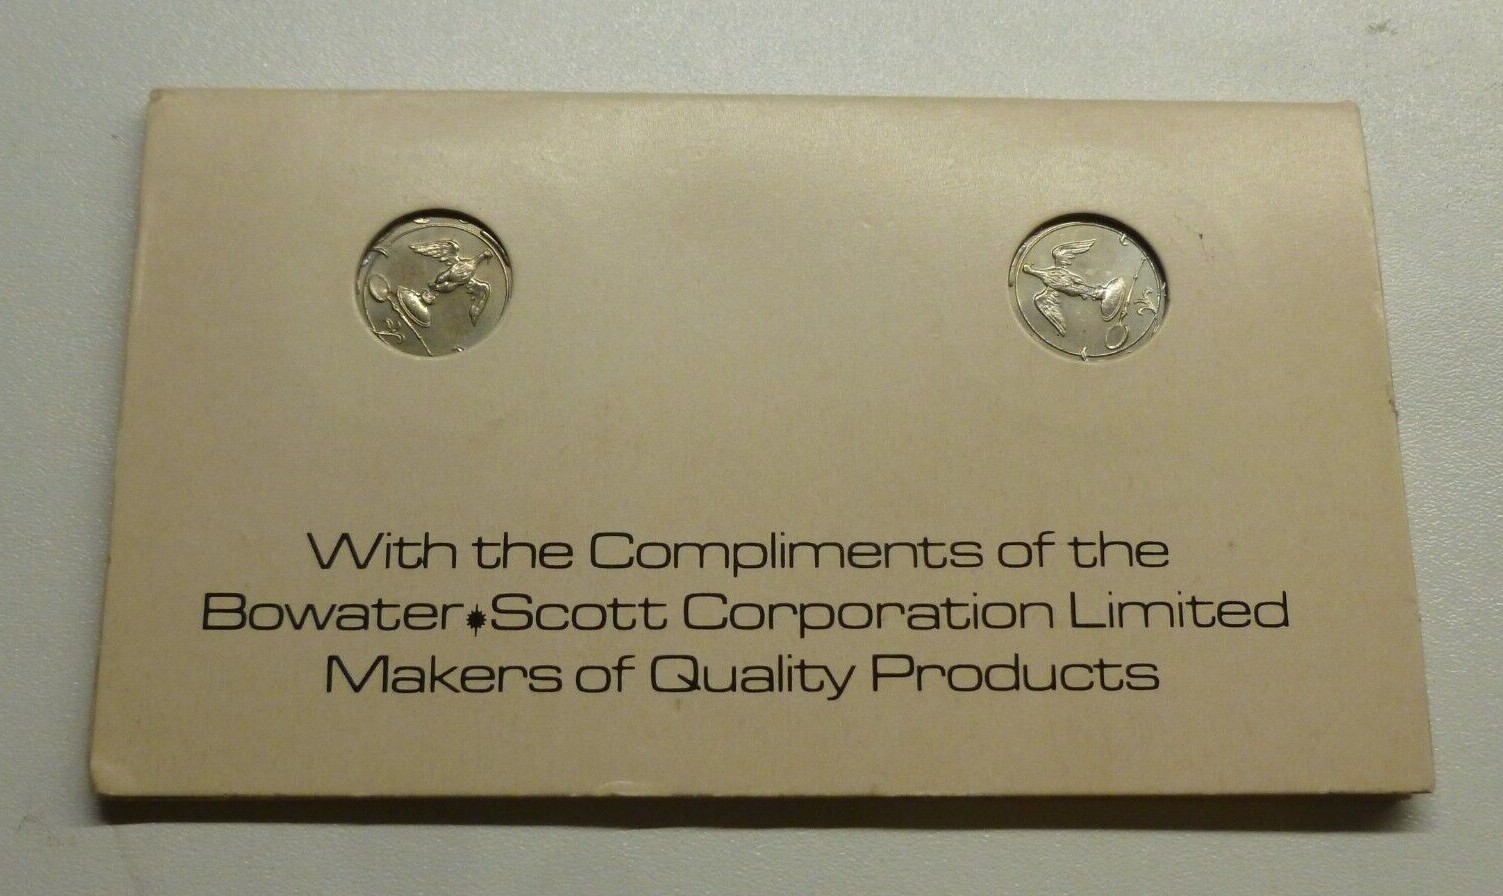 With the Compliments of the
Bowater Scott Corporation Limited
Makers of Quality Products